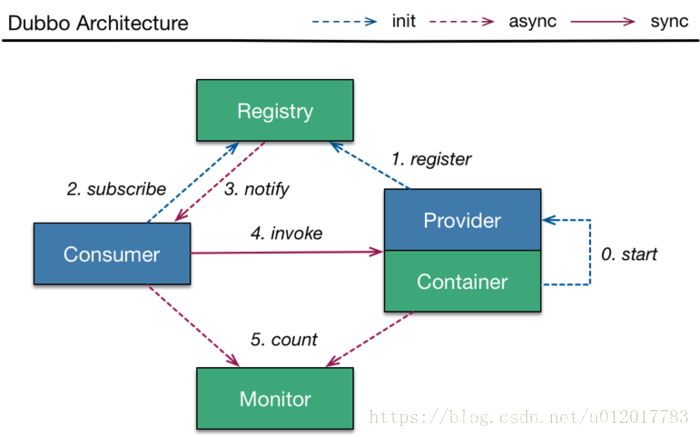 Dubbo Architecture
init
async
sync
Registry
1. register
2. subscribe
3. notify
Provider
4. invoke
Consumer
0. start
Container
5. count
Monitor
https://blog.csdn.net/u012017783